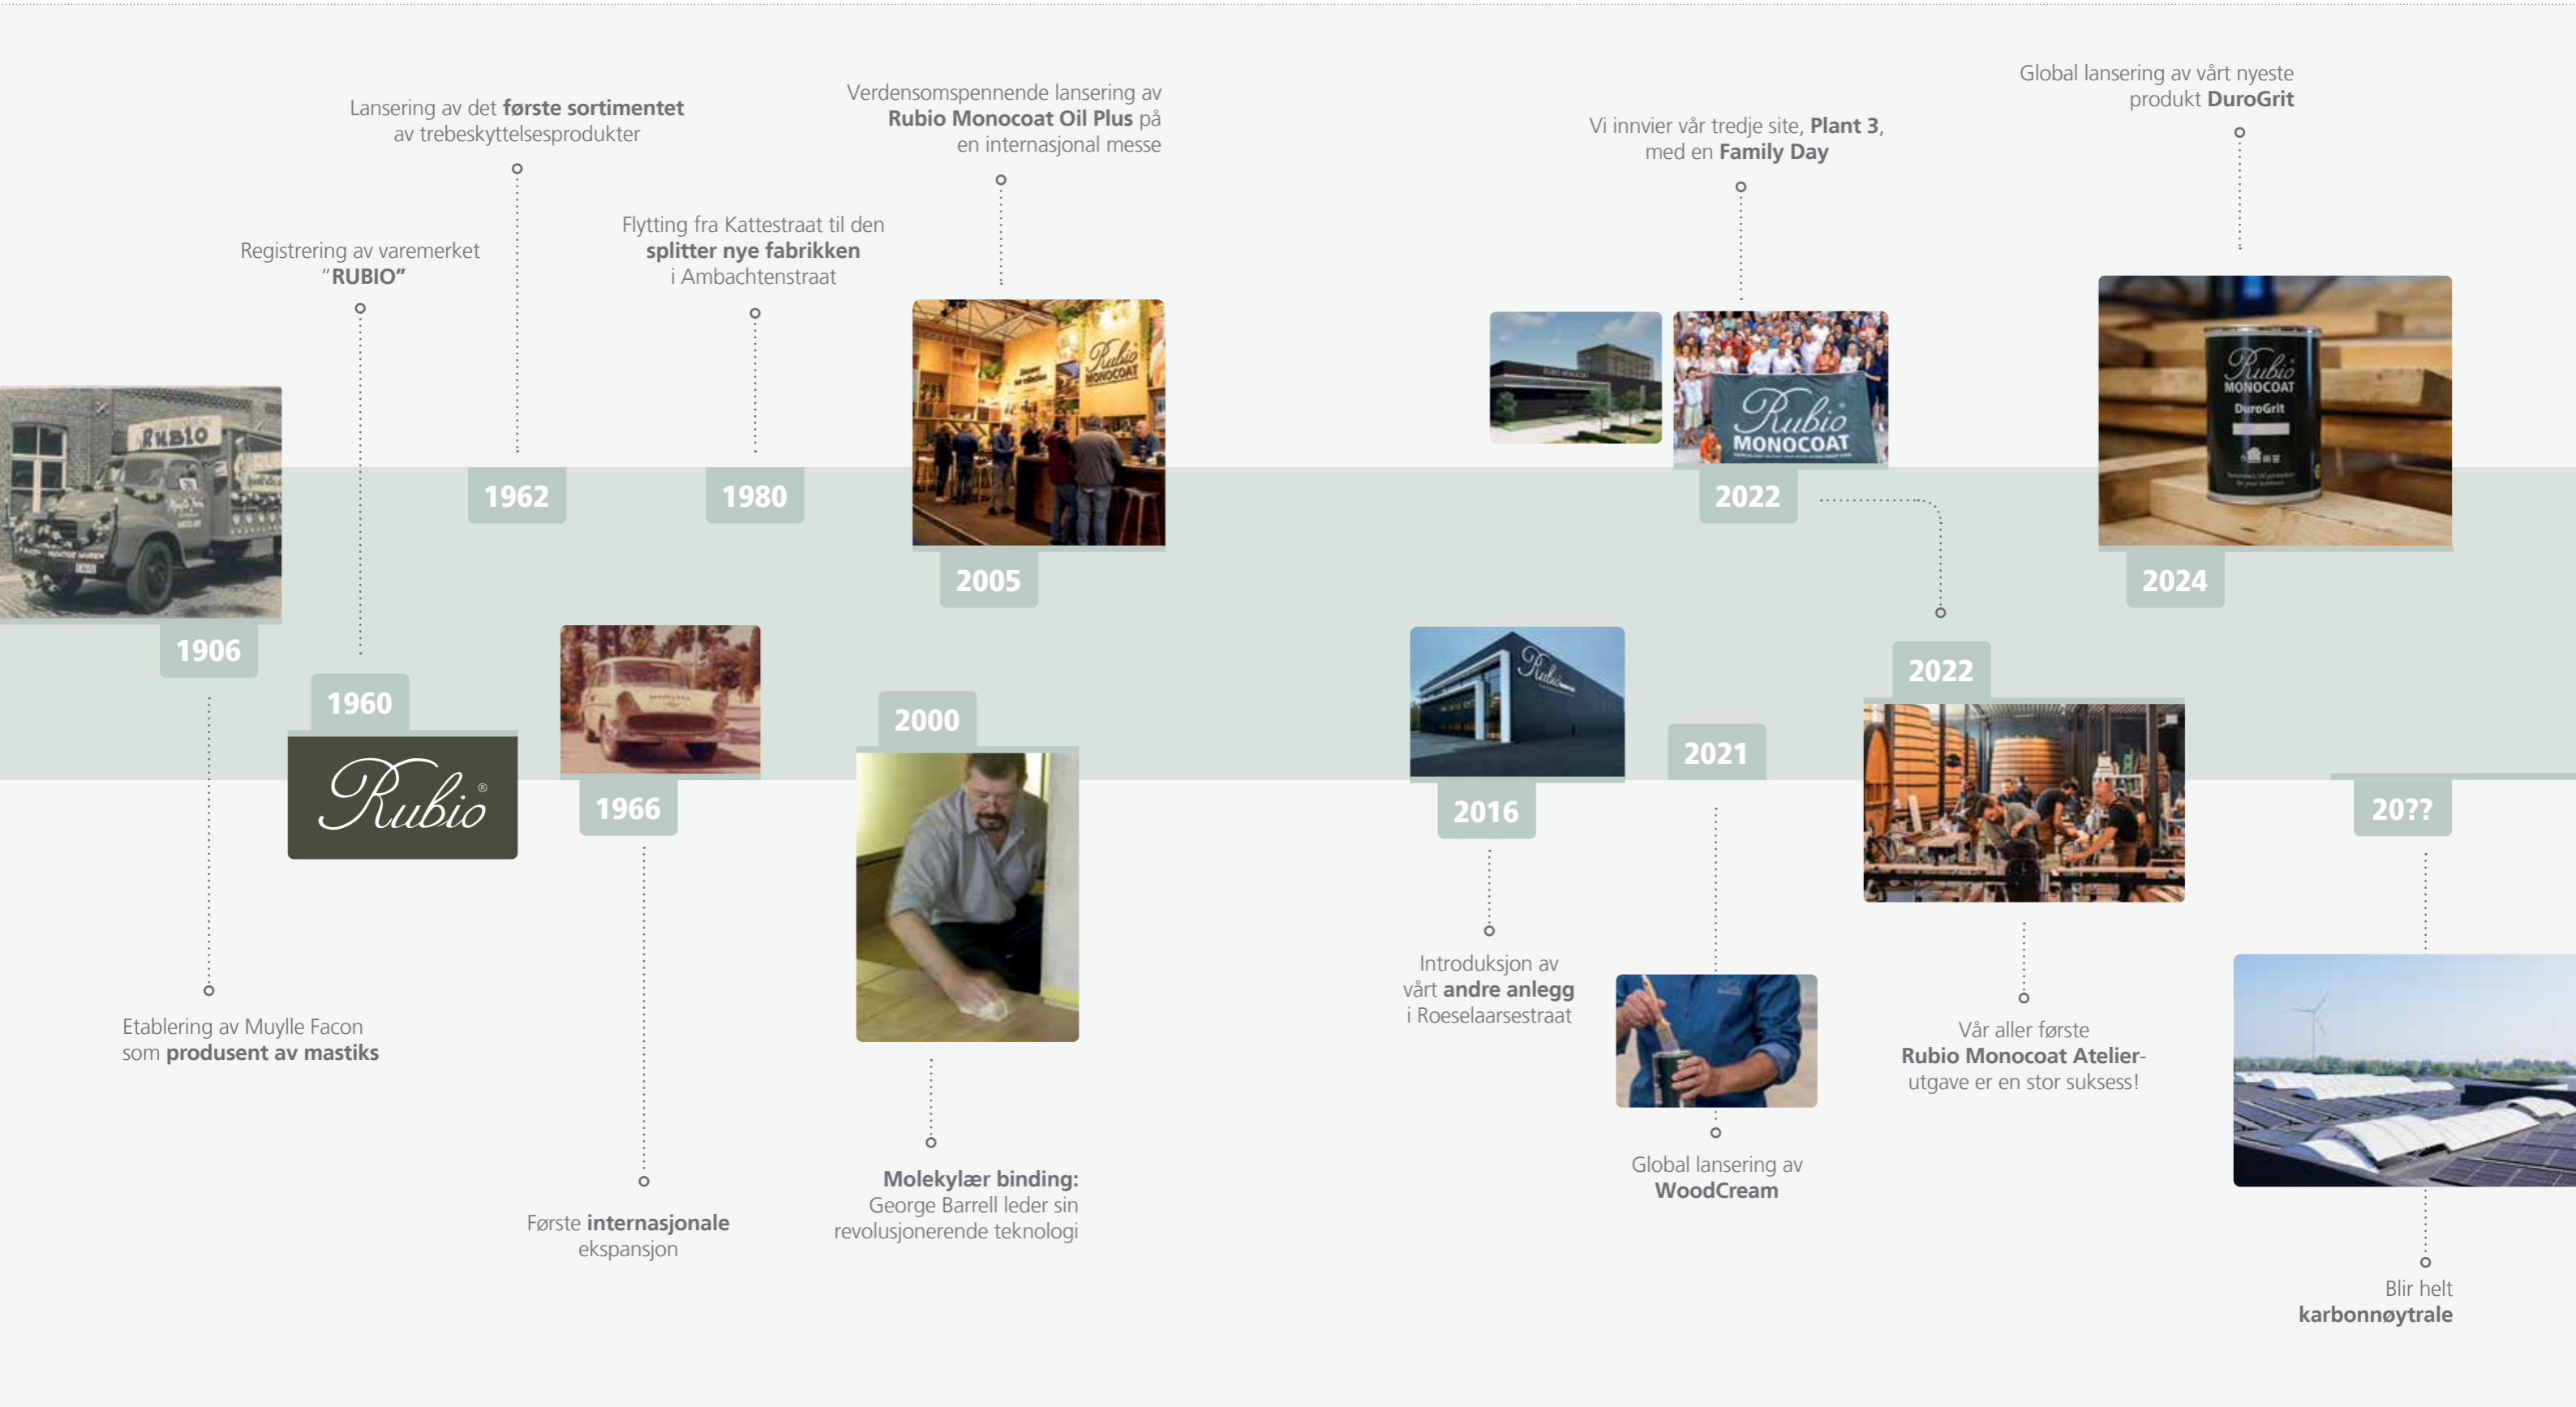 Lansering av det første sortimentet
av trebeskyttelsesprodukter
Registrering av varemerket
“RUBIO”
Flytting fra Kattestraat til den
splitter nye fabrikken
i Ambachtenstraat
Verdensomspennende lansering av
Rubio Monocoat Oil Plus på
en internasjonal messe
Vi innvier vår tredje site, Plant 3,
med en Family Day
Global lansering av vårt nyeste
produkt DuroGrit
RUBIO
Rubio
MONOCOAT
RUBIO MONOCOAT
Rubio
MONOCOAT
Rubio
MONOCOAT
DuroGrit
1906
1960
1962
1966
1980
2000
2005
2016
2021
2022
2022
2024
20??
Rubio®
Rubio
Etablering av Muylle Facon
som produsent av mastiks
Første internasjonale
ekspansjon
Molekylær binding:
George Barrell leder sin
revolusjonerende teknologi
Introduksjon av
vårt andre anlegg
i Roeselaarsestraat
Global lansering av
WoodCream
Vår aller første
Rubio Monocoat Atelier-
utgave er en stor suksess!
Blir helt
karbonnøytrale